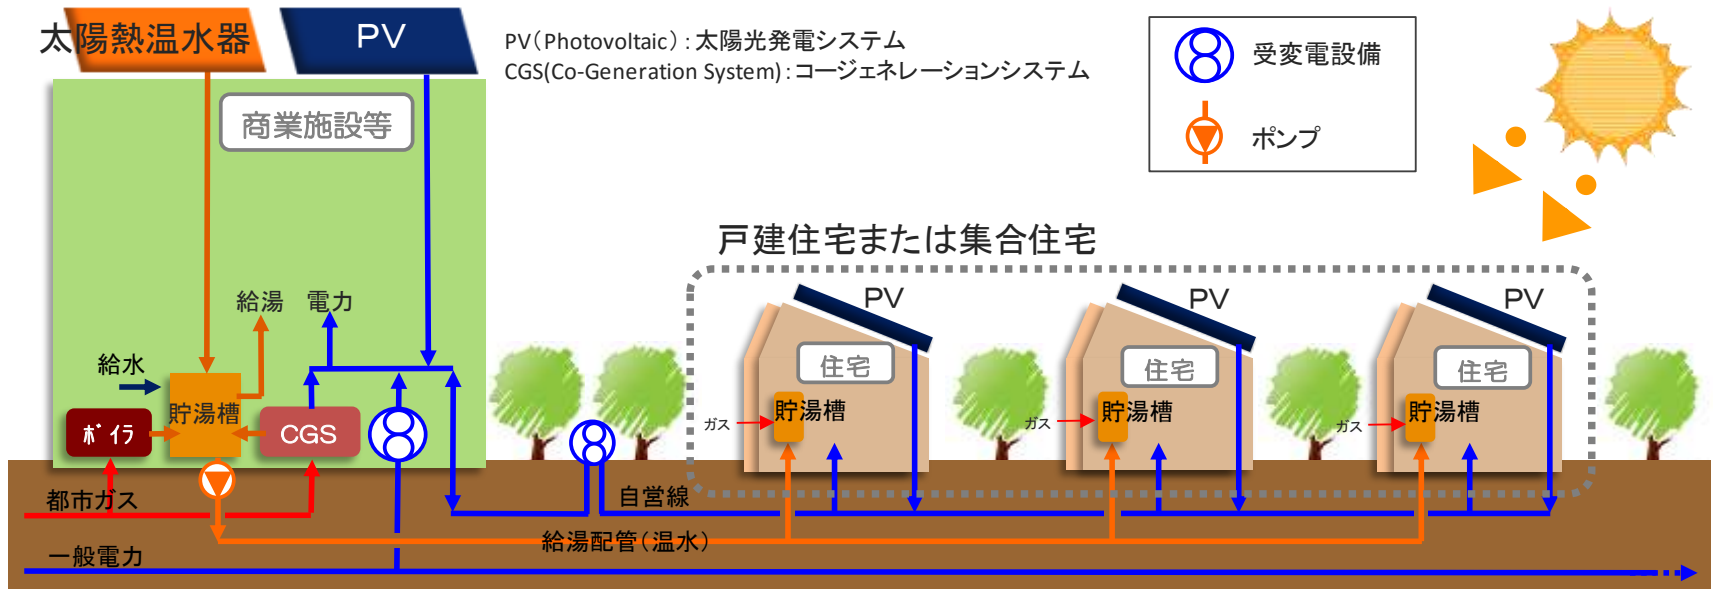 太陽熱温水器
PV
PV(Photovoltaic):太陽光発電システム
CGS(Co-Generation System):コージェネレーションシステム
受変電設備
ポンプ
商業施設等
戸建住宅または集合住宅
給湯
電力
PV
PV
PV
住宅
住宅
住宅
給水
貯湯槽
ボイラ
CGS
ガス
貯湯槽
ガス
貯湯槽
ガス
貯湯槽
都市ガス
自営線
給湯配管(温水)
一般電力